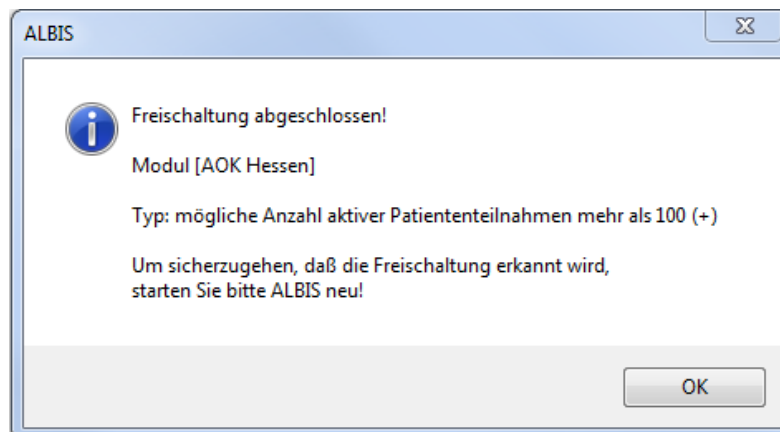 ALBIS
Freischaltung abgeschlossen!
Modul [AOK Hessen]
Typ: mögliche Anzahl aktiver Patiententeilnahmen mehr als 100 (+)
Um sicherzugehen, daß die Freischaltung erkannt wird,
starten Sie bitte ALBIS neu!
OK